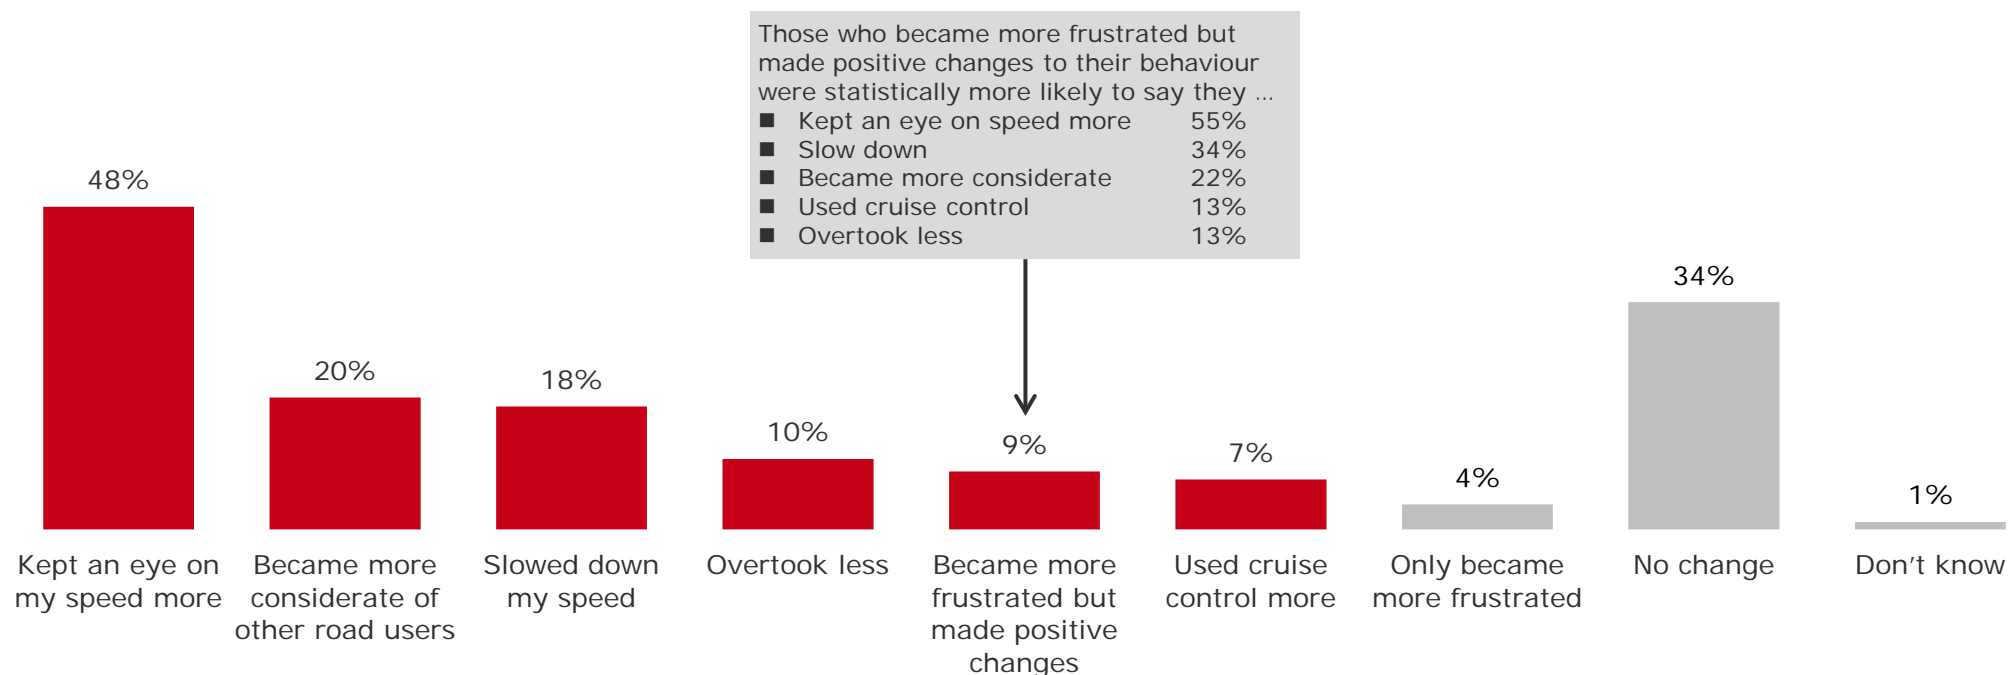 Those who became more frustrated but
made positive changes to their behaviour
were statistically more likely to say they ...
■ Kept an eye on speed more 55%
■ Slow down 34%
■ Became more considerate 22%
■ Used cruise control 13%
■ Overtook less 13%
48%
20%
18%
10%
9%
7%
4%
34%
1%
Kept an eye on
my speed more
Became more
considerate of
other road users
Slowed down
my speed
Overtook less
Became more
frustrated but
made positive
changes
Used cruise
control more
Only became
more frustrated
No change
Don't know